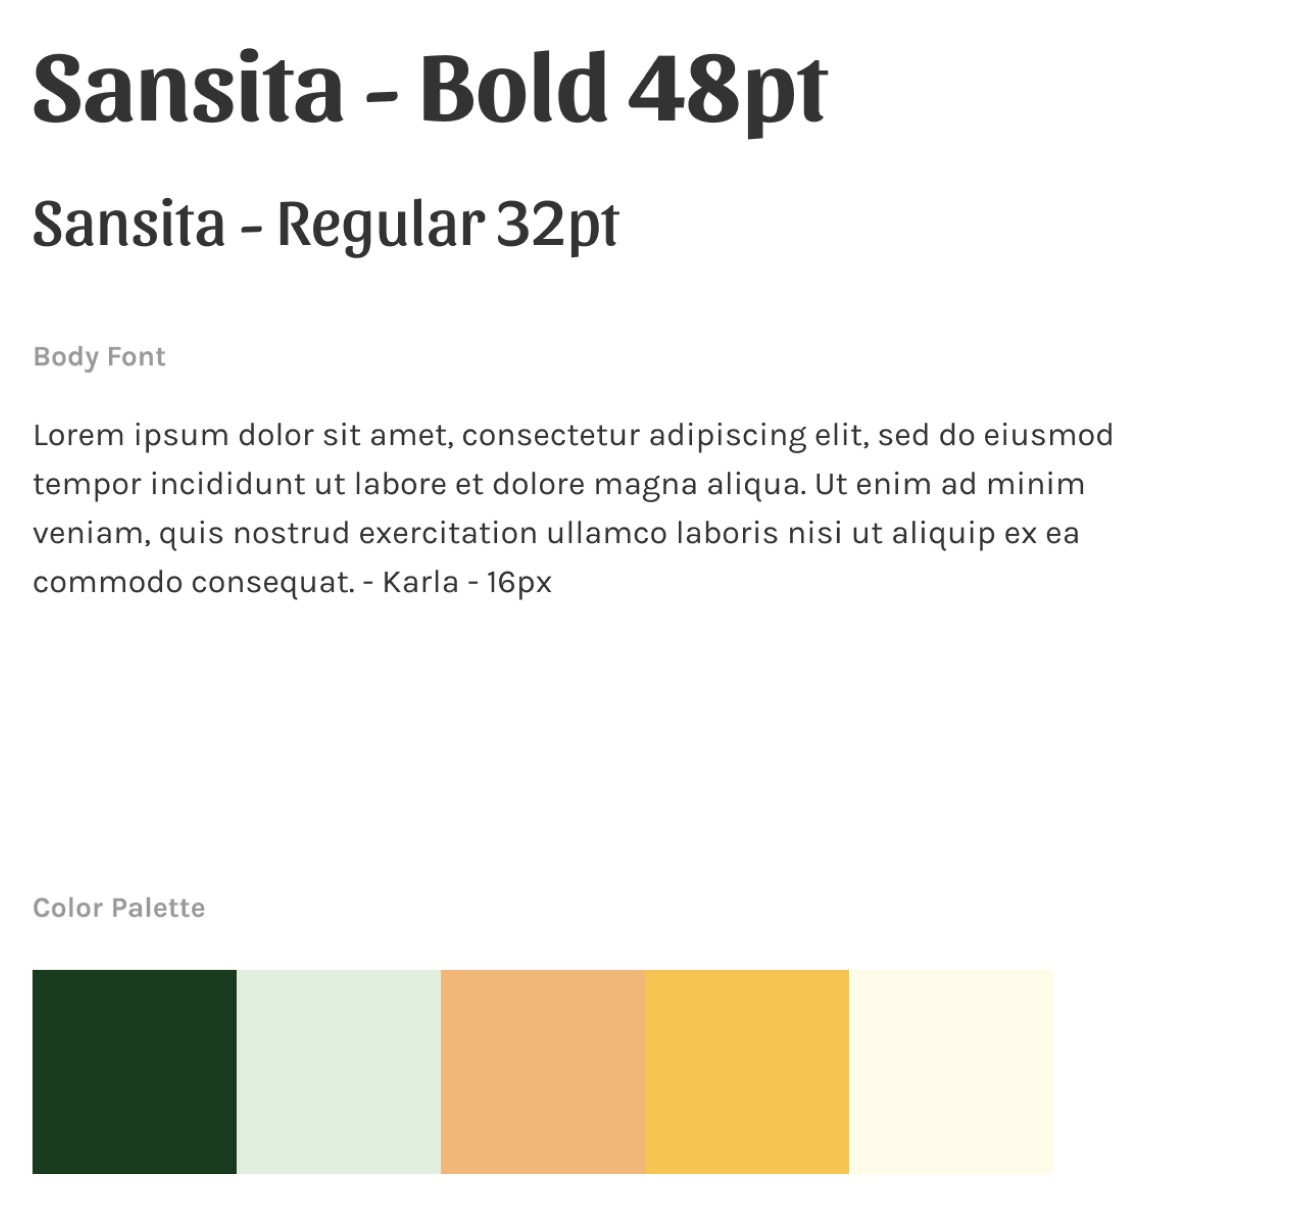 Sansita - Bold 48pt
Sansita - Regular 32pt
Body Font
Lorem ipsum dolor sit amet, consectetur adipiscing elit, sed do eiusmod
tempor incididunt ut labore et dolore magna aliqua. Ut enim ad minim
veniam, quis nostrud exercitation ullamco laboris nisi ut aliquip ex ea
commodo consequat. - Karla - 16px
Color Palette